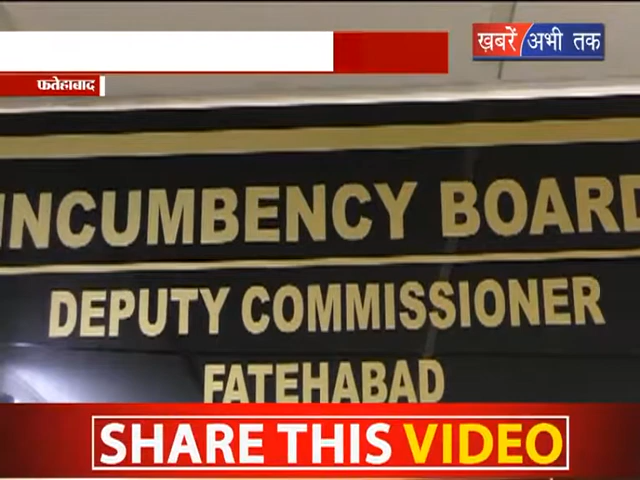 ख़बरें अभी तक
फतेहाबाद
INCUMBENCY BOARD
DEPUTY COMMISSIONER
FATEHABAD
SHARE THIS VIDEO